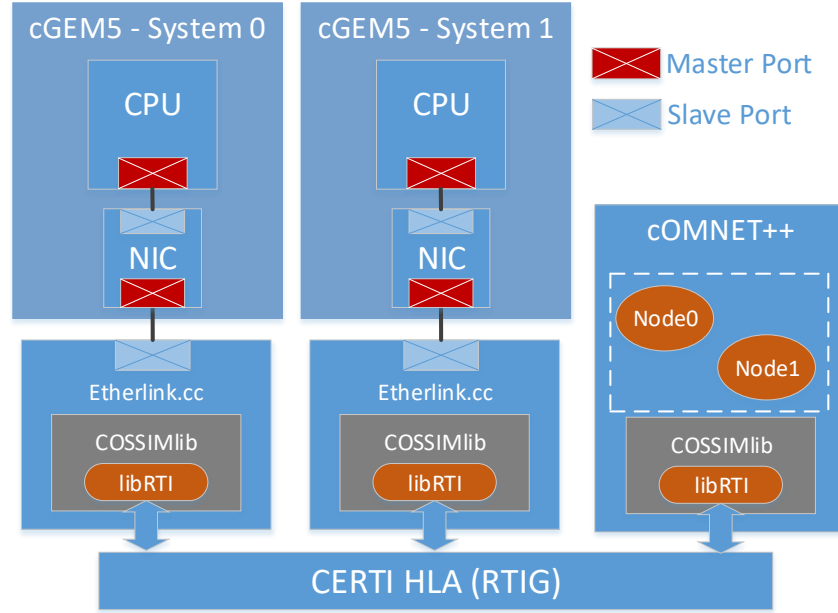 cGEM5 - System 0
CPU
NIC
Etherlink.cc
COSSIMlib
libRTI
cGEM5 - System 1
CPU
NIC
Etherlink.cc
COSSIMlib
libRTI
Master Port
Slave Port
cOMNET++
Node0
Node1
COSSIMlib
libRTI
CERTI HLA (RTIG)